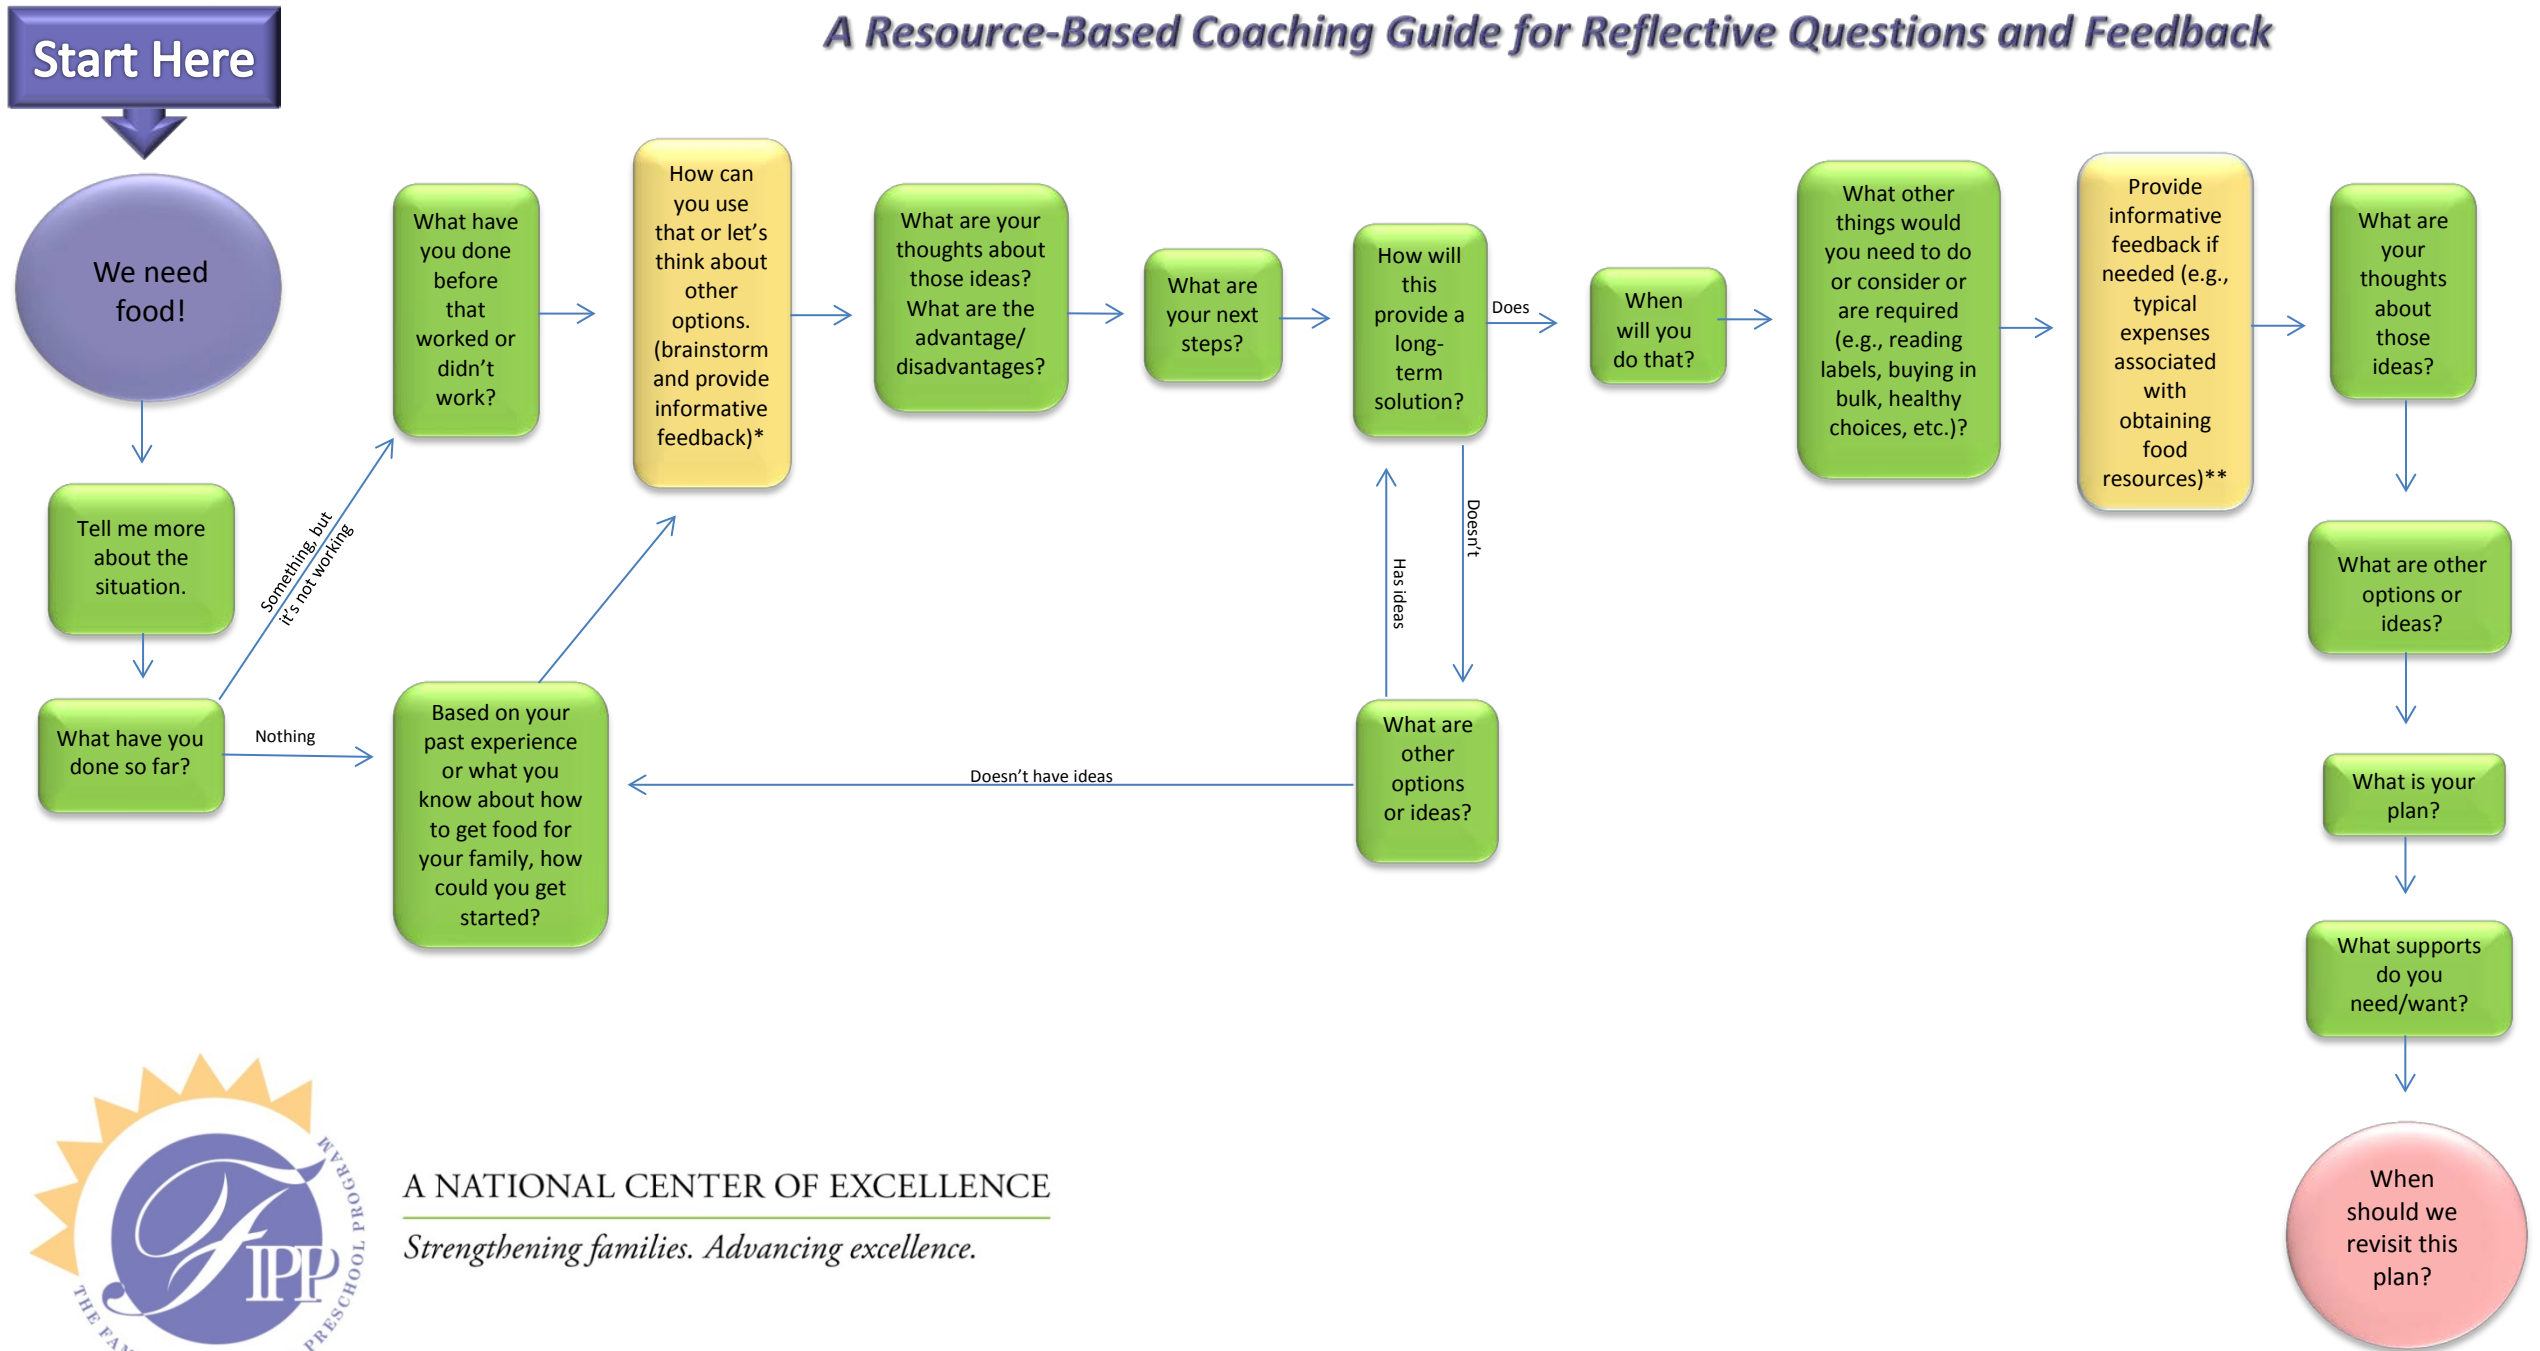 Start Here
A Resource-Based Coaching Guide for Reflective Questions and Feedback
We need
food!
Tell me more
about the
situation.
What have you
done so far?
Something, but
it's not working
Nothing
What have
you done
before
that
worked or
didn't
work?
Based on your
past experience
or what you
know about how
to get food for
your family, how
could you get
started?
How can
you use
that or let's
think about
other
options.
(brainstorm
and provide
informative
feedback)*
What are your
thoughts about
those ideas?
What are the
advantage/
disadvantages?
What are
your next
steps?
How will
this
provide a
long-
term
solution?
Does
Doesn't
Has ideas
What are
other
options
or ideas?
Doesn't have ideas
When
will you
do that?
What other
things would
you need to do
or consider or
are required
(e.g., reading
labels, buying in
bulk, healthy
choices, etc.)?
Provide
informative
feedback if
needed (e.g.,
typical
expenses
associated
with
obtaining
food
resources)**
What are
your
thoughts
about
those
ideas?
What are other
options or
ideas?
What is your
plan?
What supports
do you
need/want?
When
should we
revisit this
plan?
FIPP
THE PRESCHOOL PROGRAM
A NATIONAL CENTER OF EXCELLENCE
Strengthening families. Advancing excellence.